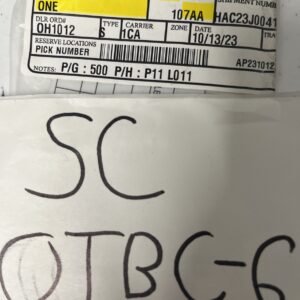 ONE
107AA HAC23J0041
DLR ORD# TYPE CARRIER ZONE DATE
OH1012 S 1CA 10/13/23
RESERVE LOCATIONS
PICK NUMBER
AP231012
NOTES: P/G : 500 P/H : P11 L011
SC
OTBC-6